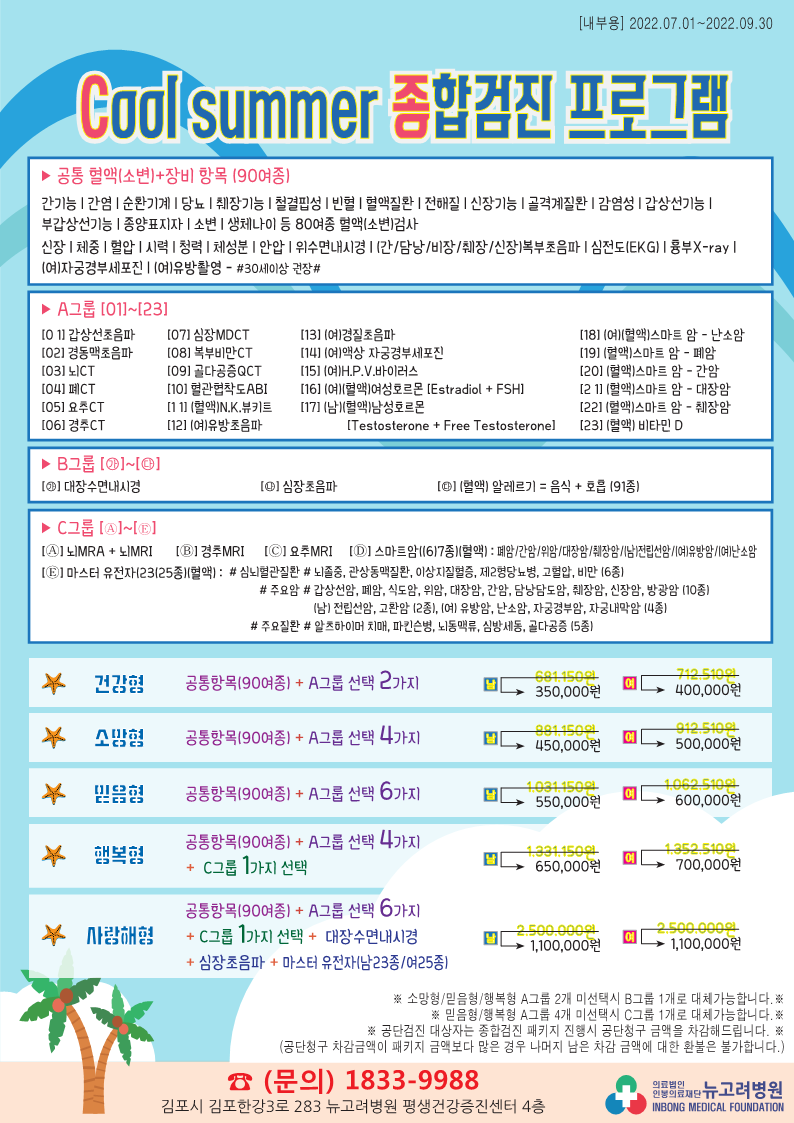 [내부용] 2022.07.01~2022.09.30
Cool summer 종합검진 프로그램
▶ 공통 혈액(소변)+장비 항목 (90여종)
간기능 | 간염 | 순환기계 | 당뇨 | 췌장기능 | 철결핍성 | 빈혈 | 혈액질환 | 전해질 | 신장기능 | 골격계질환 | 감염성 | 갑상선기능 |
부갑상선기능 | 종양표지자 | 소변 | 생체나이 등 80여종 혈액(소변)검사
신장 | 체중 | 혈압 | 시력 | 청력 | 체성분 | 안압 | 위수면내시경 | (간/담낭/비장/췌장/신장)복부초음파 | 심전도(EKG) | 흉부X-ray |
(여)자궁경부세포진 | (여)유방촬영 - #30세이상 권장#
▶ A그룹 [01]~[23]
[0 1] 갑상선초음파 [07] 심장MDCT [13] (여)경질초음파 [18] (여)(혈액)스마트 암 - 난소암
[02] 경동맥초음파 [08] 복부비만CT [14] (여)액상 자궁경부세포진 [19] (혈액)스마트 암 - 폐암
[03] 뇌CT [09] 골다공증QCT [15] (여)H.P.V.바이러스 [20] (혈액)스마트 암 - 간암
[04] 폐CT [10] 혈관협착도ABI [16] (여)(혈액)여성호르몬 [Estradiol + FSH] [2 1] (혈액)스마트 암 - 대장암
[05] 요추CT [1 1] (혈액)N.K.뷰키트 [17] (남)(혈액)남성호르몬 [22] (혈액)스마트 암 - 췌장암
[06] 경추CT [12] (여)유방초음파 [Testosterone + Free Testosterone] [23] (혈액) 비타민 D
▶ B그룹 [㉮]~[㉰]
[㉮] 대장수면내시경 [㉯] 심장초음파 [㉰] (혈액) 알레르기 = 음식 + 호흡 (91종)
▶ C그룹 [Ⓐ]~[Ⓔ]
[Ⓐ] 뇌MRA + 뇌MRI [Ⓑ] 경추MRI [Ⓒ] 요추MRI [Ⓓ] 스마트암((6)7종)(혈액) : 폐암/간암/위암/대장암/췌장암/(남)전립선암/(여)유방암/(여)난소암
[Ⓔ] 마스터 유전자(23(25종)(혈액) : # 심뇌혈관질환 # 뇌졸중, 관상동맥질환, 이상지질혈증, 제2형당뇨병, 고혈압, 비만 (6종)
# 주요암 # 갑상선암, 폐암, 식도암, 위암, 대장암, 간암, 담낭담도암, 췌장암, 신장암, 방광암 (10종)
(남) 전립선암, 고환암 (2종), (여) 유방암, 난소암, 자궁경부암, 자궁내막암 (4종)
# 주요질환 # 알츠하이머 치매, 파킨슨병, 뇌동맥류, 심방세동, 골다공증 (5종)
건강형 공통항목(90여종) + A그룹 선택 2가지 남 681.150원 여 712.510원
350,000원 400,000원
소망형 공통항목(90여종) + A그룹 선택 4가지 남 881.150원 여 912.510원
450,000원 500,000원
믿음형 공통항목(90여종) + A그룹 선택 6가지 남 1.031.150원 여 1.062.510원
550,000원 600,000원
행복형 공통항목(90여종) + A그룹 선택 4가지 남 1.331.150원 여 1.352.510원
+ C그룹 1가지 선택 650,000원 700,000원
사랑해형 공통항목(90여종) + A그룹 선택 6가지 남 2.500.000원 여 2.500.000원
+ C그룹 1가지 선택 + 대장수면내시경 1,100,000원 1,100,000원
+ 심장초음파 + 마스터 유전자(남23종/여25종)
※ 소망형/믿음형/행복형 A그룹 2개 미선택시 B그룹 1개로 대체가능합니다.※
※ 믿음형/행복형 A그룹 4개 미선택시 C그룹 1개로 대체가능합니다.※
※ 공단검진 대상자는 종합검진 패키지 진행시 공단청구 금액을 차감해드립니다. ※
(공단청구 차감금액이 패키지 금액보다 많은 경우 나머지 남은 차감 금액에 대한 환불은 불가합니다.)
☎ (문의) 1833-9988
김포시 김포한강3로 283 뉴고려병원 평생건강증진센터 4층
의료법인
인봉의료재단 뉴고려병원
INBONG MEDICAL FOUNDATION